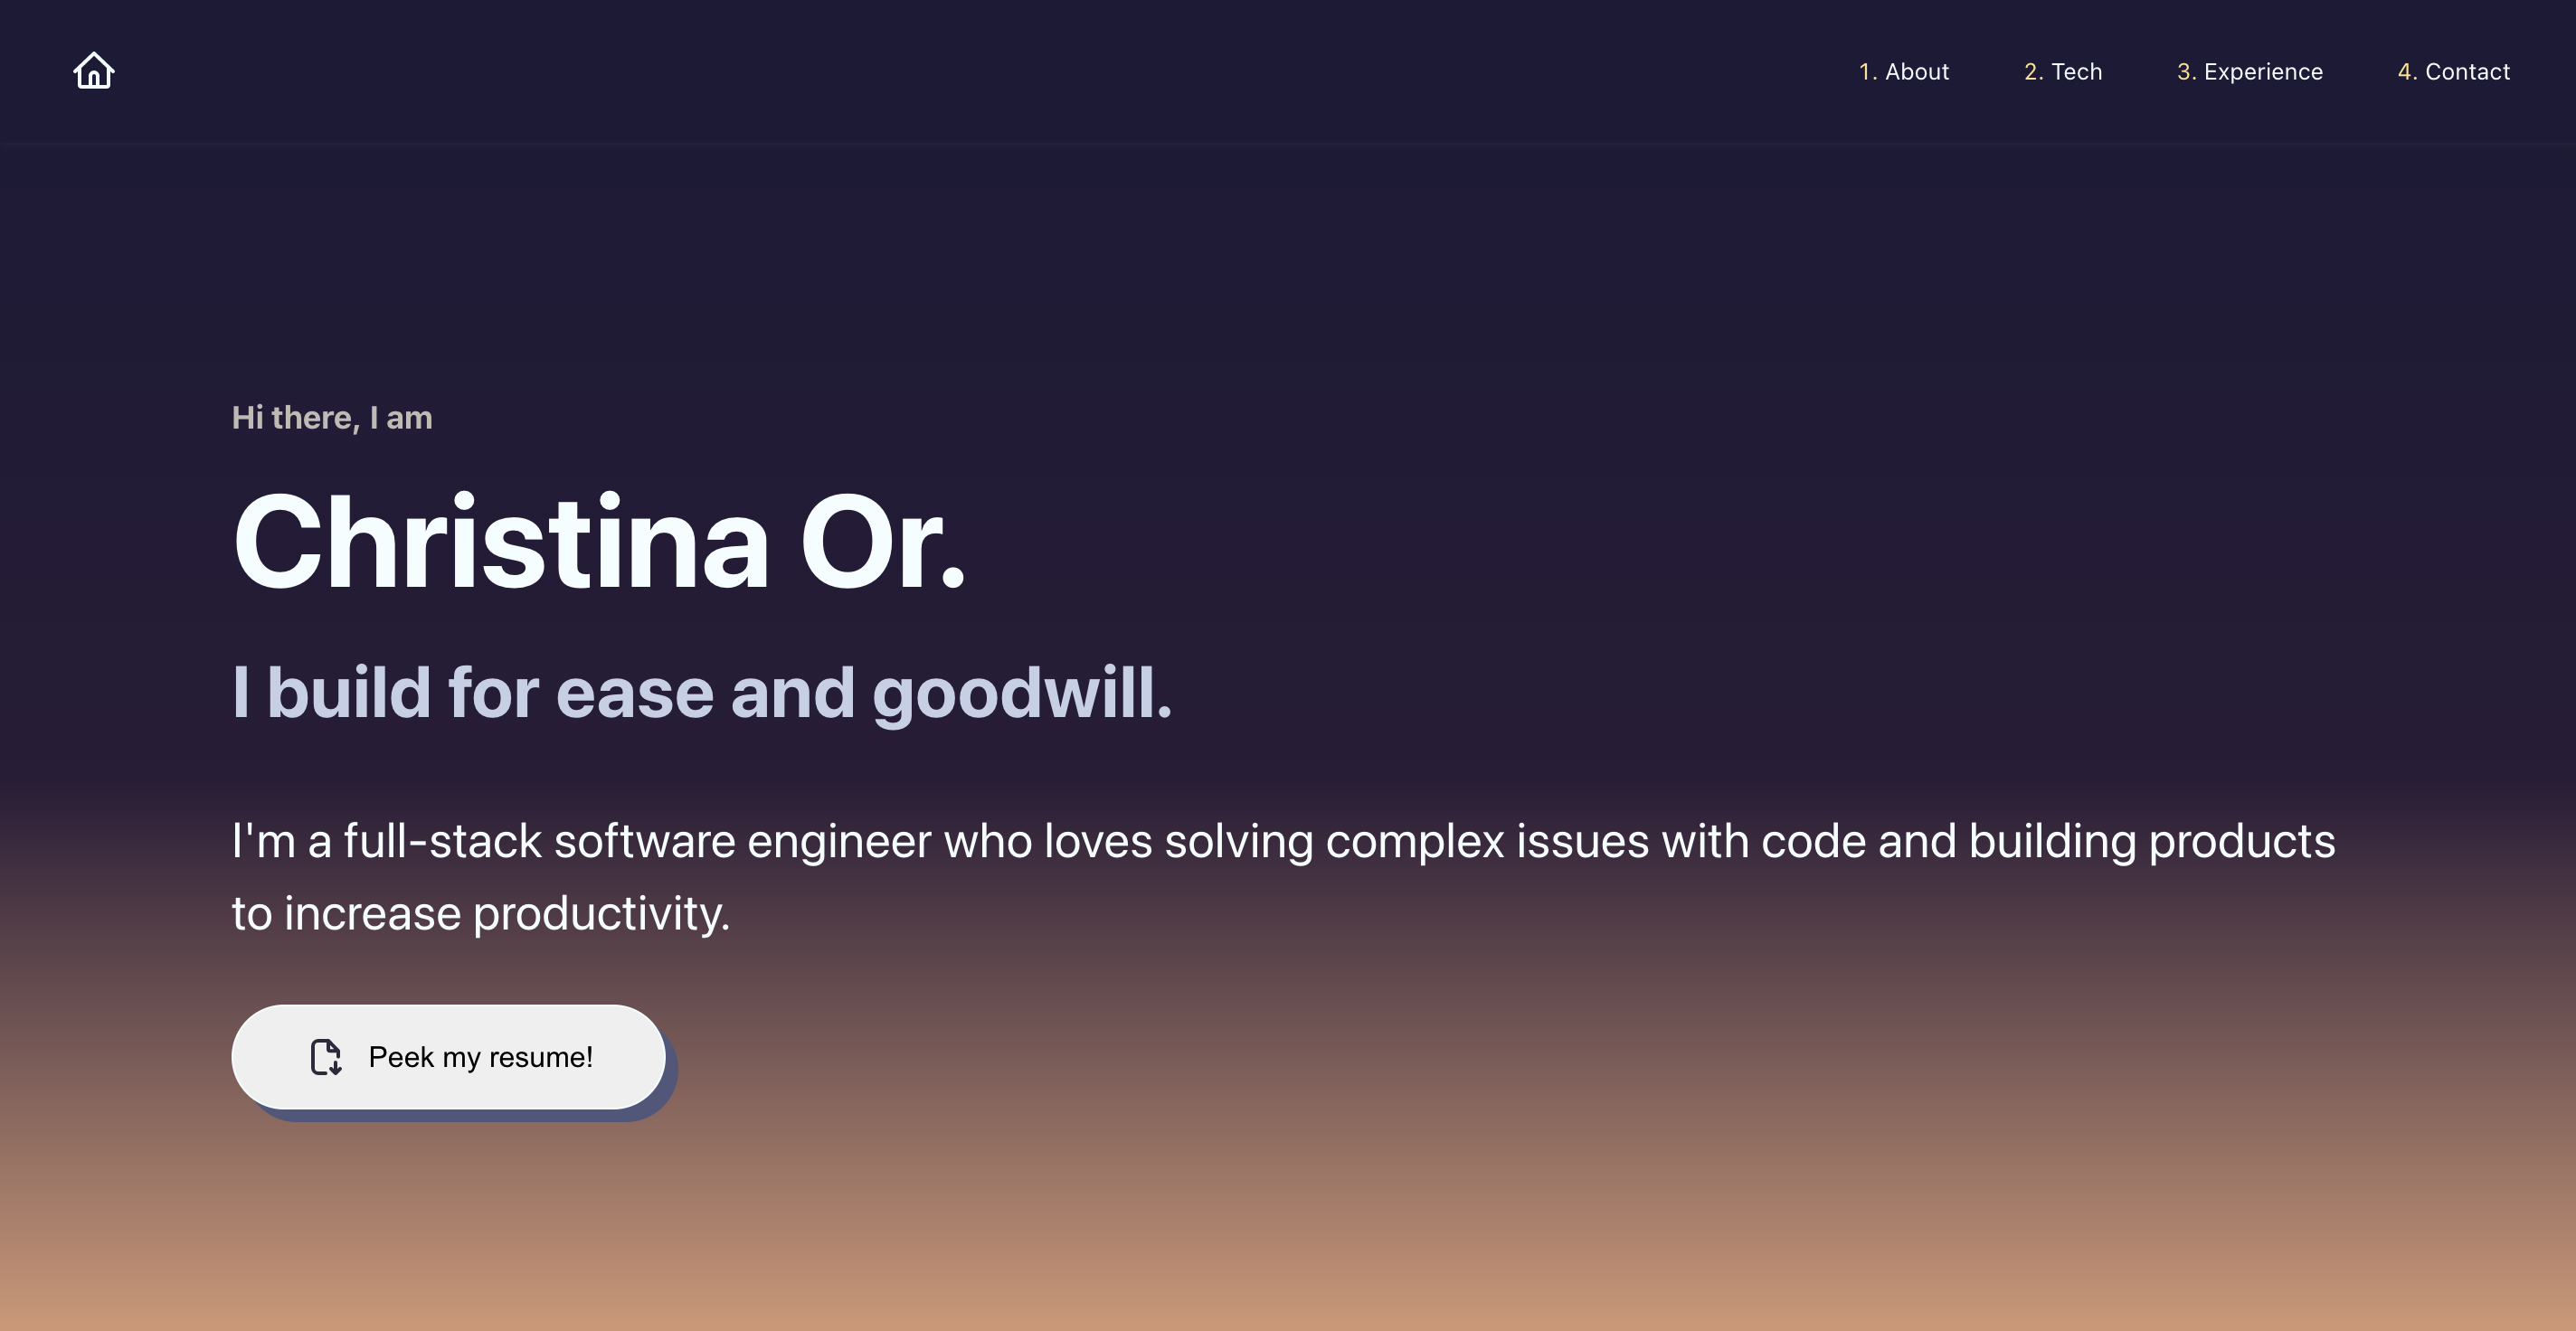 1. About
2. Tech
3. Experience
4. Contact
Hi there, I am
Christina Or.
I build for ease and goodwill.
I'm a full-stack software engineer who loves solving complex issues with code and building products
to increase productivity.
Peek my resume!